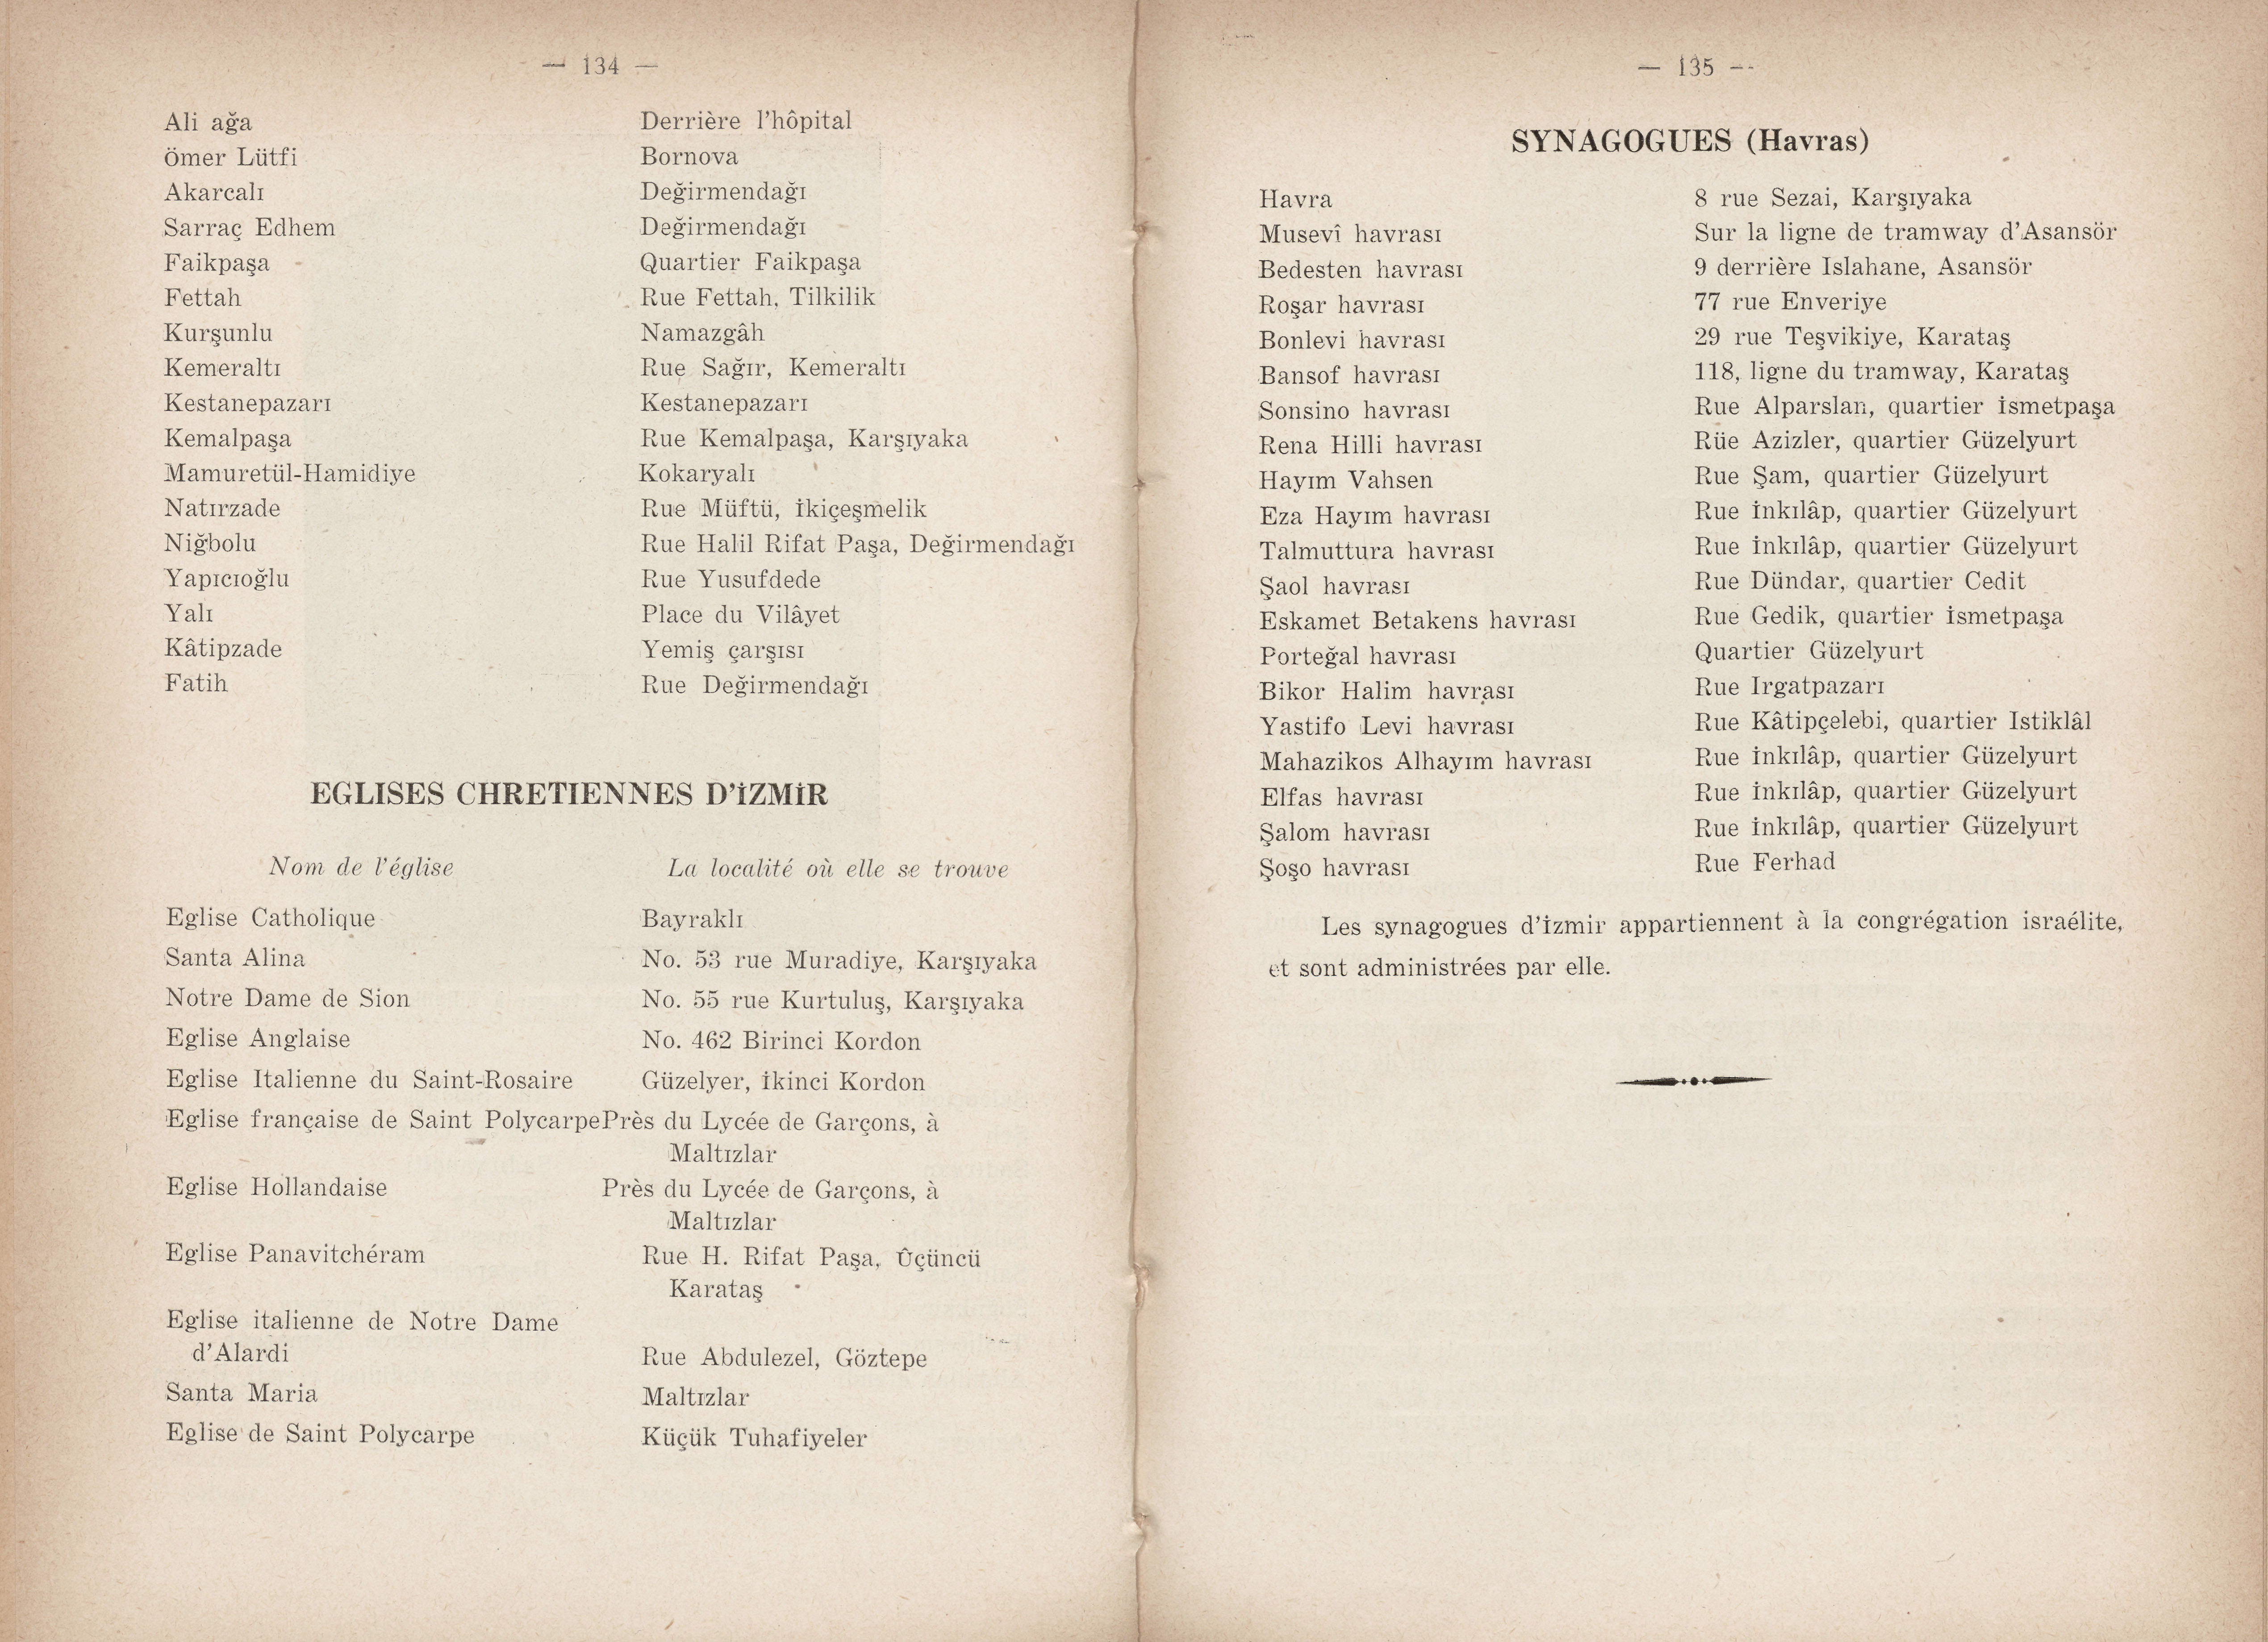 — 134 —
Ali ağa Derrière l'hôpital
ömer Lütfi Bornova
Akarcalı Değirmendağı
Sarraç Edhem Değirmendağı
Faikpaşa Quartier Faikpaşa
Fettah Rue Fettah, Tilkilik
Kurşunlu Namazgâh
Kemeraltı Rue Sağır, Kemeraltı
Kestanepazarı Kestanepazarı
Kemalpaşa Rue Kemalpaşa, Karşıyaka
Mamuretül-Hamidiye Kokaryalı
Natırzade Rue Müftü, İkiçeşmelik
Niğbolu Rue Halil Rifat Paşa, Değirmendağı
Yapıcıoğlu Rue Yusufdede
Yalı Place du Vilâyet
Kâtipzade Yemiş çarşısı
Fatih Rue Değirmendağı
EGLISES CHRETIENNES D'İZMİR
Nom de l'église La localité où elle se trouve
Eglise Catholique Bayraklı
Santa Alina No. 53 rue Muradiye, Karşıyaka
Notre Dame de Sion No. 55 rue Kurtuluş, Karşıyaka
Eglise Anglaise No. 462 Birinci Kordon
Eglise Italienne du Saint-Rosaire Güzelyer, İkinci Kordon
Eglise française de Saint Polycarpe Près du Lycée de Garçons, à
Maltızlar
Eglise Hollandaise Près du Lycée de Garçons, à
Maltızlar
Eglise Panavitchéram Rue H. Rifat Paşa, Ûçüncü
Karataş
Eglise italienne de Notre Dame
d'Alardi Rue Abdulezel, Göztepe
Santa Maria Maltızlar
Eglise de Saint Polycarpe Küçük Tuhafiyeler
— 135 —
SYNAGOGUES (Havras)
Havra 8 rue Sezai, Karşıyaka
Musevî havrası Sur la ligne de tramway d'Asansör
Bedesten havrası 9 derrière Islahane, Asansör
Roşar havrası 77 rue Enveriye
Bonlevi havrası 29 rue Teşvikiye, Karataş
Bansof havrası 118, ligne du tramway, Karataş
Sonsino havrası Rue Alparslan, quartier İsmetpaşa
Rena Hilli havrası Rüe Azizler, quartier Güzelyurt
Hayım Vahsen Rue Şam, quartier Güzelyurt
Eza Hayım havrası Rue İnkılâp, quartier Güzelyurt
Talmuttura havrası Rue İnkılâp, quartier Güzelyurt
Şaol havrası Rue Dündar, quartier Cedit
Eskamet Betakens havrası Rue Gedik, quartier İsmetpaşa
Porteğal havrası Quartier Güzelyurt
Bikor Halim havrası Rue Irgatpazarı
Yastifo Levi havrası Rue Kâtipçelebi, quartier Istiklâl
Mahazikos Alhayım havrası Rue İnkılâp, quartier Güzelyurt
Elfas havrası Rue İnkılâp, quartier Güzelyurt
Şalom havrası Rue İnkılâp, quartier Güzelyurt
Şoşo havrası Rue Ferhad
Les synagogues d'İzmir appartiennent à la congrégation israélite,
et sont administrées par elle.